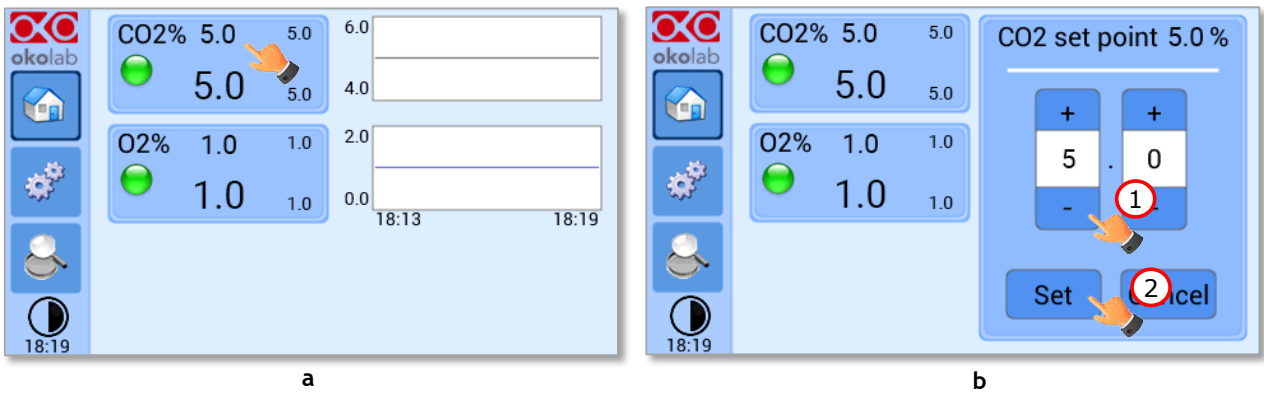 okolab
CO2% 5.0 5.0
5.0 5.0
O2% 1.0 1.0
1.0 1.0
6.0
4.0
2.0
0.0
18:13 18:19
18:19
a
okolab
CO2% 5.0 5.0
5.0 5.0
O2% 1.0 1.0
1.0 1.0
CO2 set point 5.0 %
+ +
5 . 0
- 1 -
Set 2
18:19
b